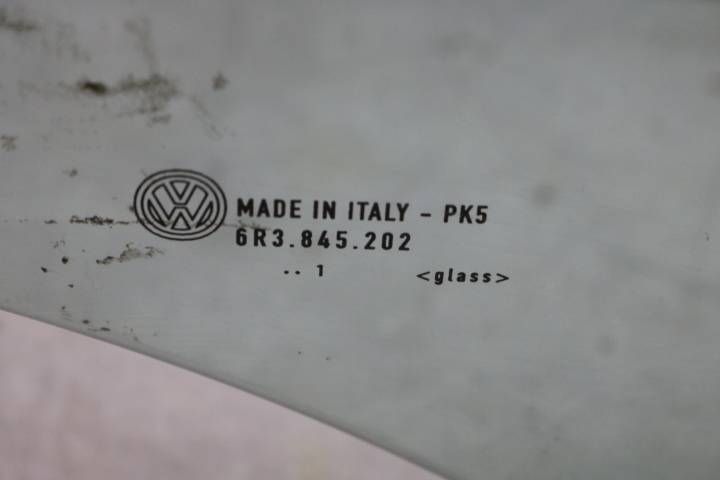 MADE IN ITALY - PK5
6R3.845.202
.. 1 <glass>